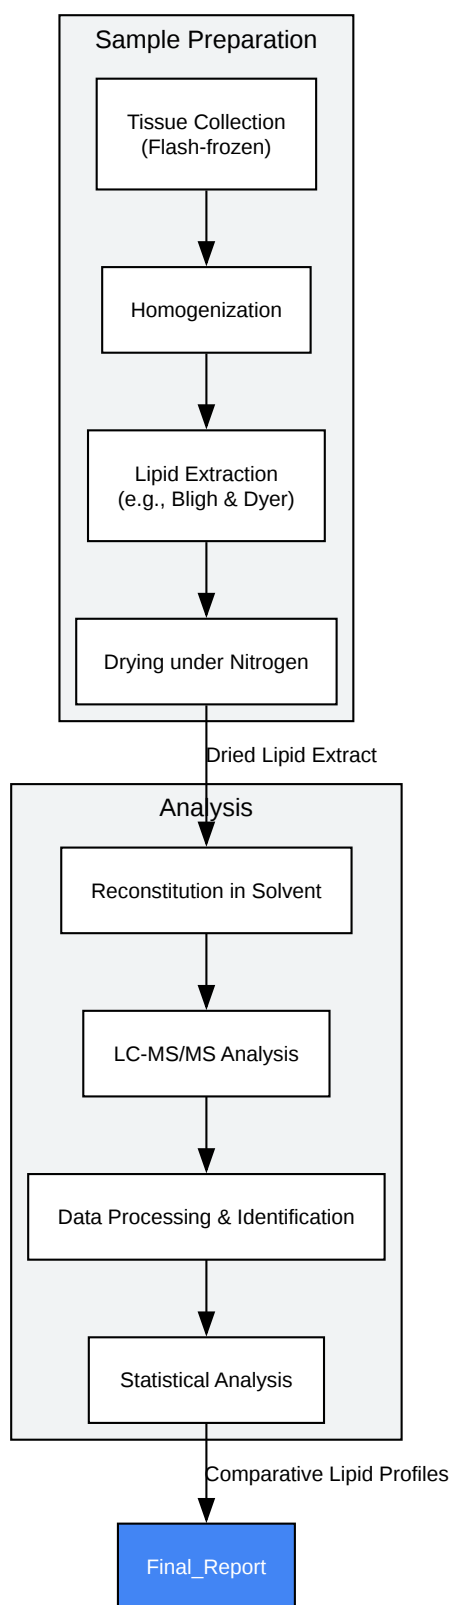 Sample Preparation
Tissue Collection
(Flash-frozen)
Homogenization
Lipid Extraction
(e.g., Bligh & Dyer)
Drying under Nitrogen
Dried Lipid Extract
Analysis
Reconstitution in Solvent
LC-MS/MS Analysis
Data Processing & Identification
Statistical Analysis
Comparative Lipid Profiles
Final_Report